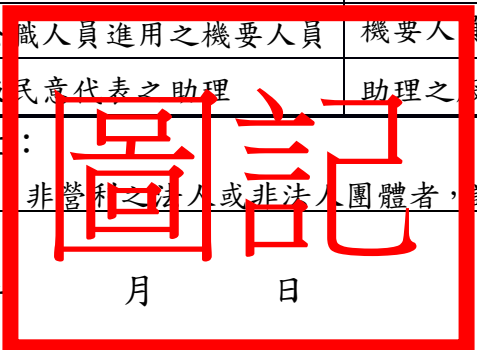 職人員進用之機要人員 機要人員
民意代表之助理 助理之
:
圖記
非營利之法人或非法人團體者，
月 日